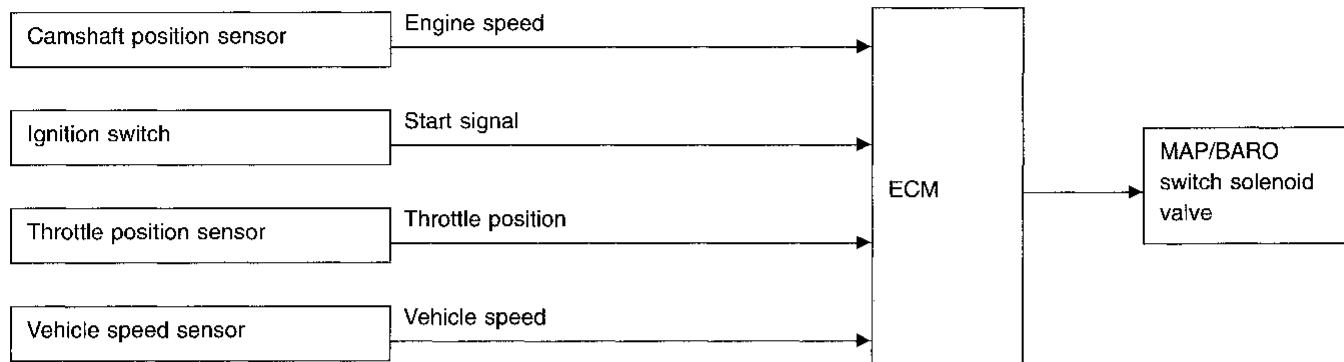 Camshaft position sensor
Engine speed
Ignition switch
Start signal
Throttle position sensor
Throttle position
Vehicle speed sensor
Vehicle speed
ECM
MAP/BARO
switch solenoid
valve